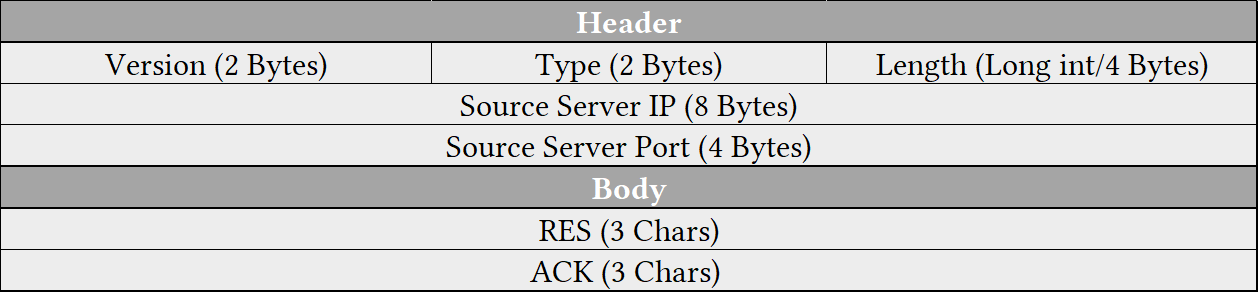 Header
Version (2 Bytes) Type (2 Bytes) Length (Long int/4 Bytes)
Source Server IP (8 Bytes)
Source Server Port (4 Bytes)
Body
RES (3 Chars)
ACK (3 Chars)